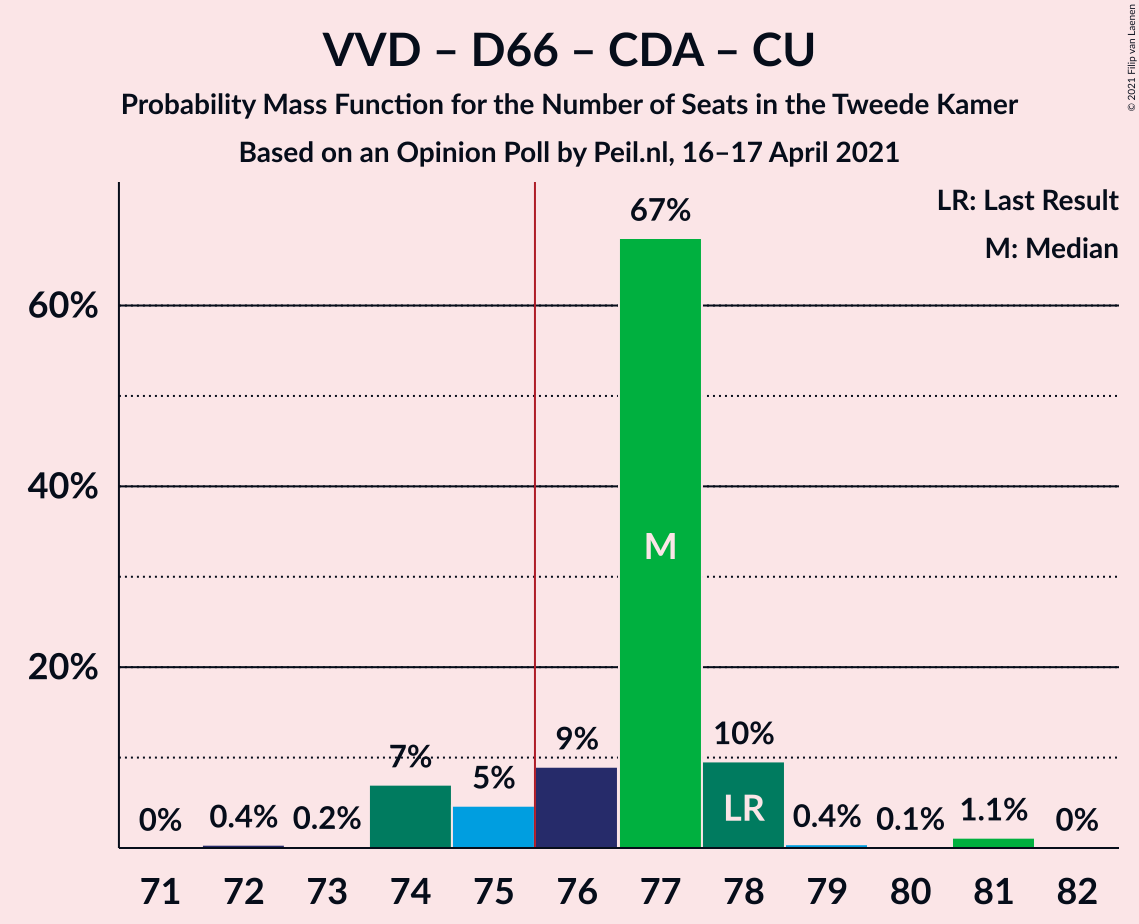 VVD – D66 – CDA – CU
Probability Mass Function for the Number of Seats in the Tweede Kamer
Based on an Opinion Poll by Peil.nl, 16–17 April 2021
© 2021 Filip van Laenen
LR: Last Result
M: Median
60%
40%
20%
0%
0.4%
0.2%
7%
5%
9%
67%
M
10%
LR
0.4%
0.1%
1.1%
0%
71 72 73 74 75 76 77 78 79 80 81 82